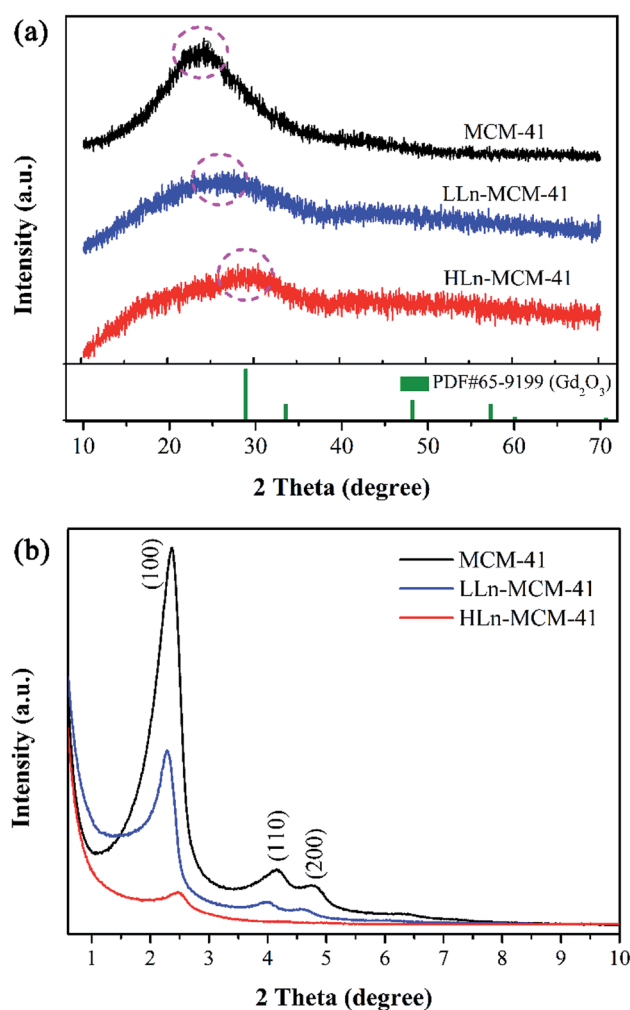 (a)
MCM-41
LLn-MCM-41
HLn-MCM-41
Intensity (a.u.)
PDF#65-9199 (Gd₂O₃)
10 20 30 40 50 60 70
2 Theta (degree)
(b)
(100)
MCM-41
LLn-MCM-41
HLn-MCM-41
Intensity (a.u.)
(110)
(200)
1 2 3 4 5 6 7 8 9 10
2 Theta (degree)